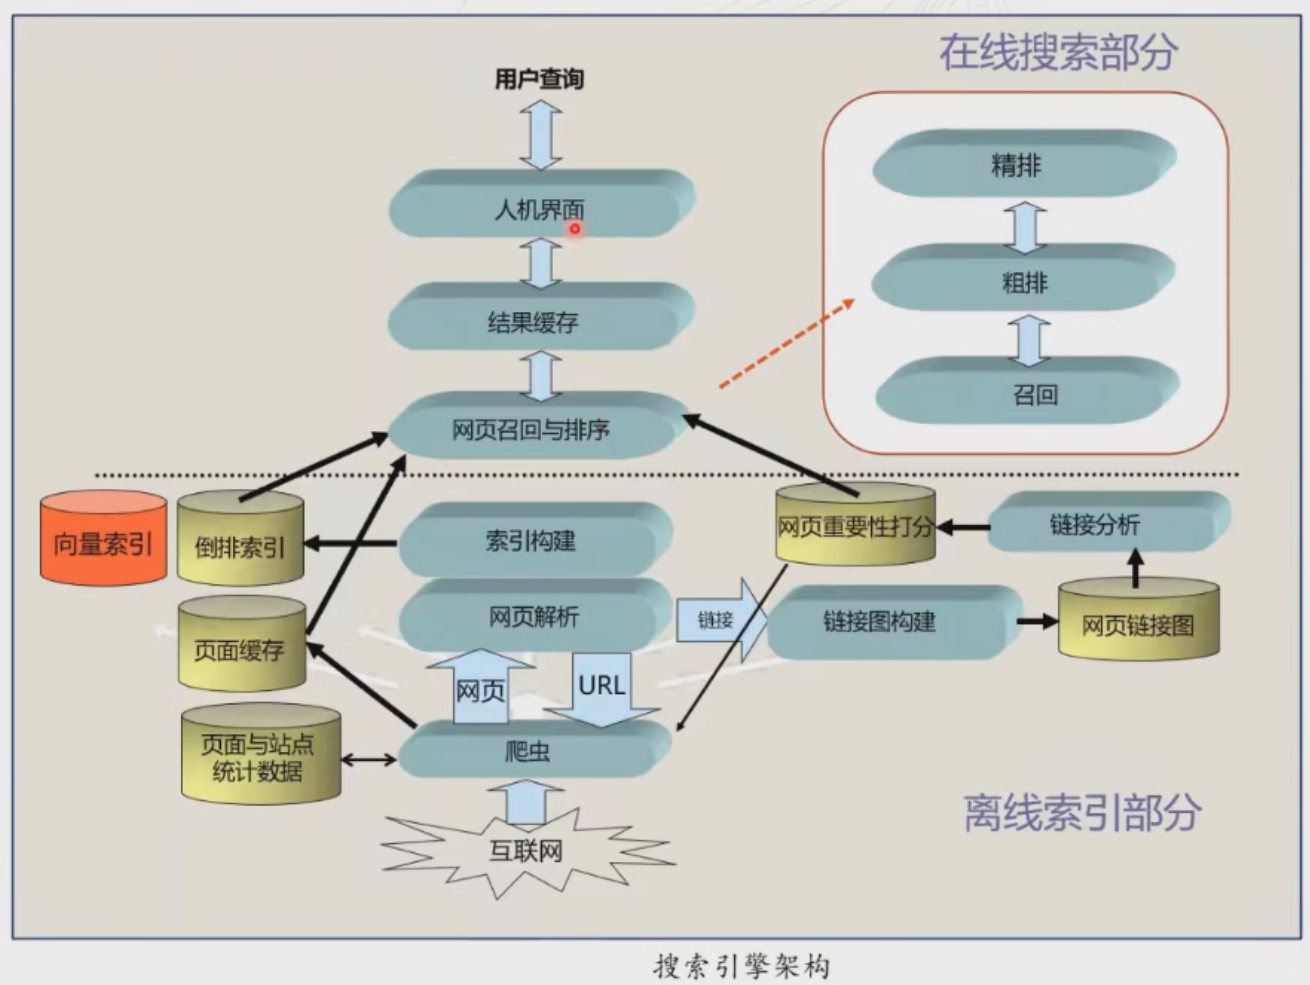 在线搜索部分
用户查询
人机界面
结果缓存
网页召回与排序
精排
粗排
召回
向量索引
倒排索引
索引构建
网页重要性打分
链接分析
页面缓存
网页解析
链接
链接图构建
网页链接图
网页
URL
页面与站点
统计数据
爬虫
互联网
离线索引部分
搜索引擎架构